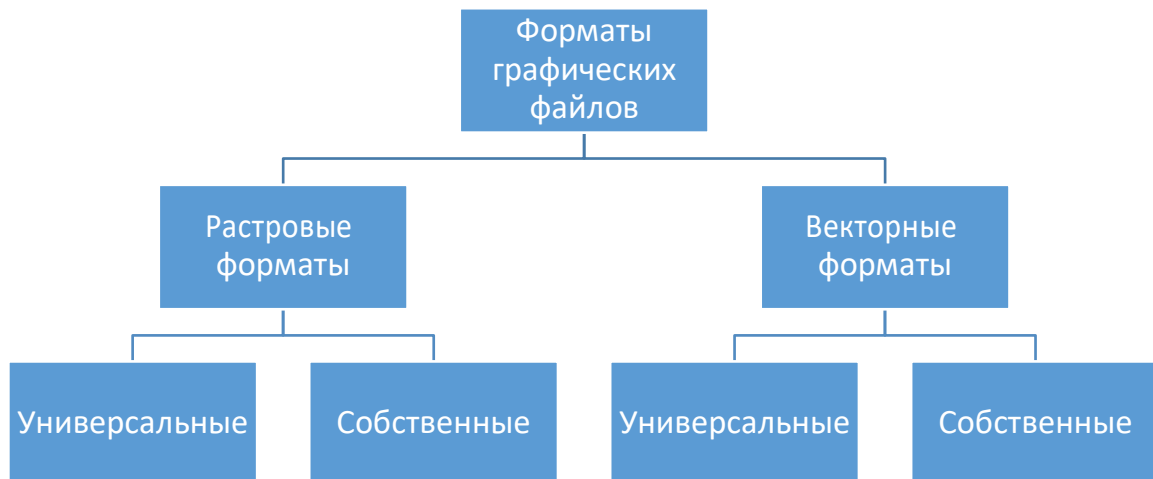 Форматы
графических
файлов
Растровые
форматы
Векторные
форматы
Универсальные
Собственные
Универсальные
Собственные